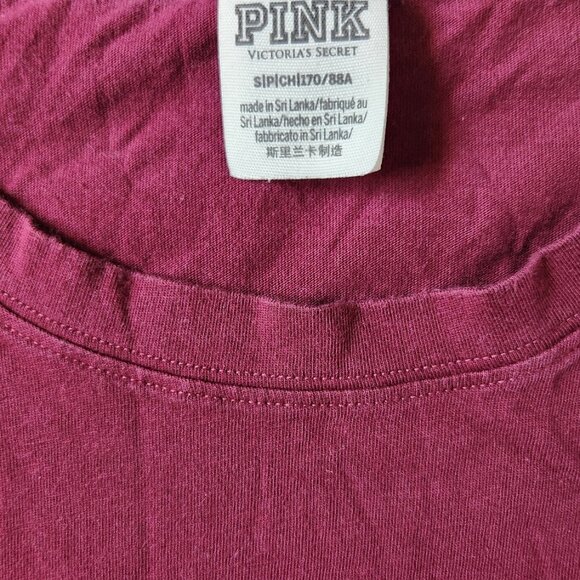 PINK
VICTORIA'S SECRET
S|P|CH|170/88A
made in Sri Lanka/fabriqué au
Sri Lanka/hecho en Sri Lanka/
fabbricato in Sri Lanka/
斯里兰卡制造